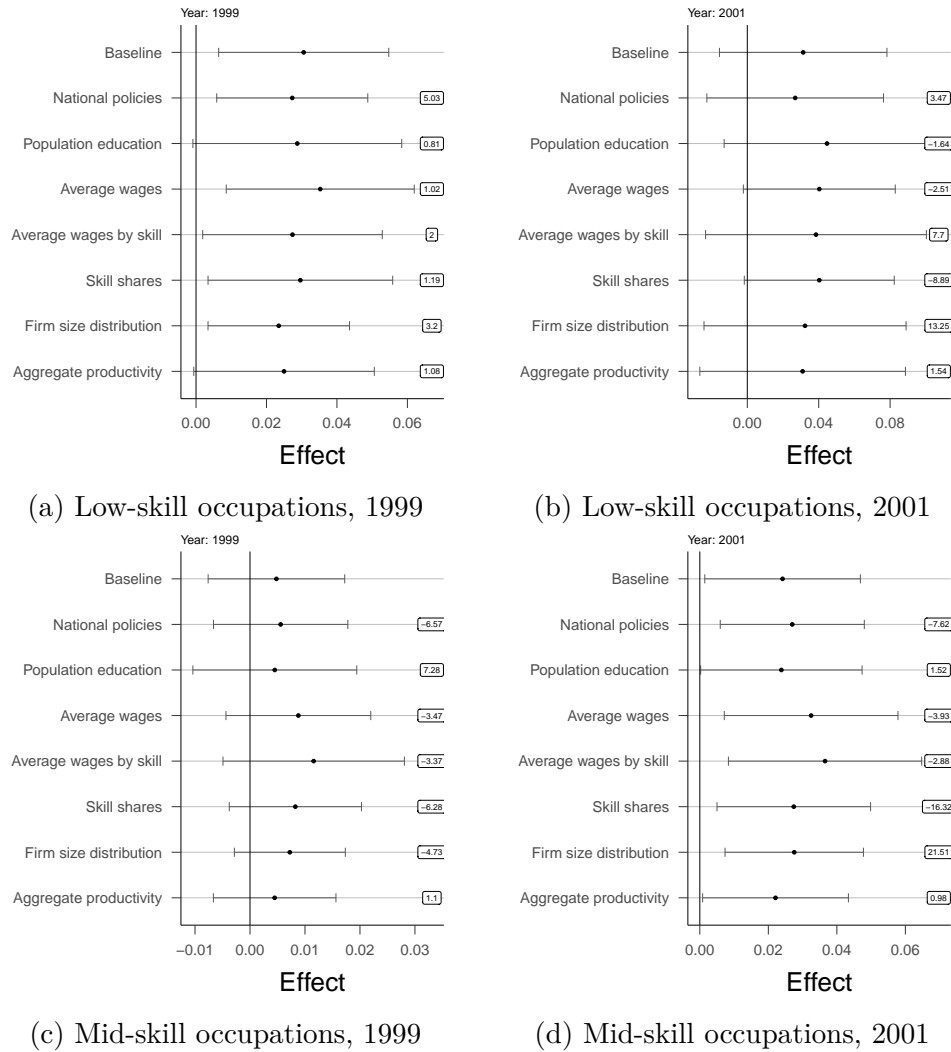 Year: 1999
Baseline
National policies 5.03
Population education 0.81
Average wages 1.02
Average wages by skill 2
Skill shares 1.19
Firm size distribution 3.2
Aggregate productivity 1.08
0.00 0.02 0.04 0.06
Effect
(a) Low-skill occupations, 1999
Year: 2001
Baseline
National policies 3.47
Population education −1.64
Average wages −2.51
Average wages by skill 7.7
Skill shares −8.89
Firm size distribution 13.25
Aggregate productivity 1.54
0.00 0.04 0.08
Effect
(b) Low-skill occupations, 2001
Year: 1999
Baseline
National policies −6.57
Population education 7.28
Average wages −3.47
Average wages by skill −3.37
Skill shares −6.28
Firm size distribution −4.73
Aggregate productivity 1.1
−0.01 0.00 0.01 0.02 0.03
Effect
(c) Mid-skill occupations, 1999
Year: 2001
Baseline
National policies −7.62
Population education 1.52
Average wages −3.93
Average wages by skill −2.88
Skill shares −16.32
Firm size distribution 21.51
Aggregate productivity 0.98
0.00 0.02 0.04 0.06
Effect
(d) Mid-skill occupations, 2001